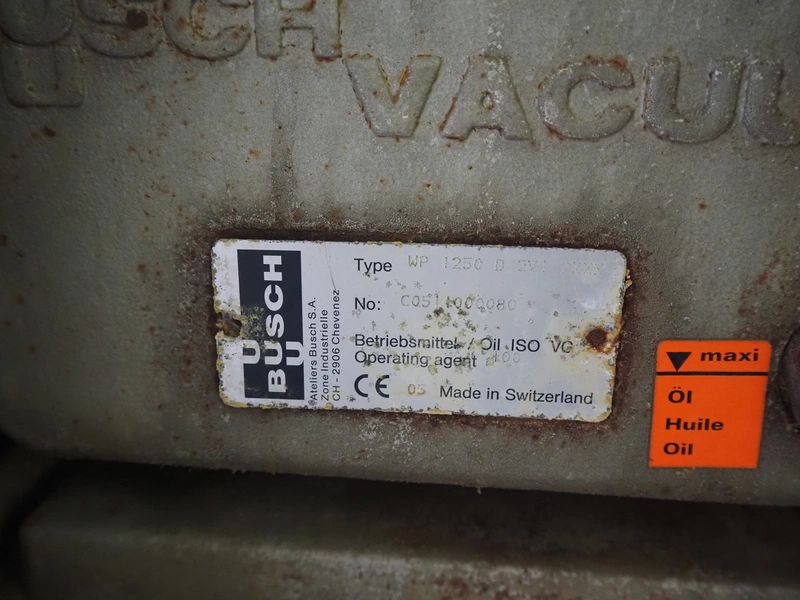 BUSCH
VACUU
BUSCH
Ateliers Busch S.A.
Zone Industrielle
CH - 2906 Chevenez
Type WP 1250 D
No: C0511000080
Betriebsmittel / Oil ISO VG
Operating agent 100
CE 05 Made in Switzerland
maxi
Öl
Huile
Oil